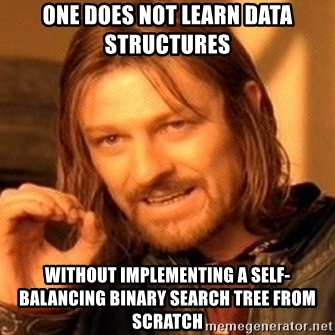 ONE DOES NOT LEARN DATA
STRUCTURES
WITHOUT IMPLEMENTING A SELF-
BALANCING BINARY SEARCH TREE FROM
SCRATCH
memegenerator.net